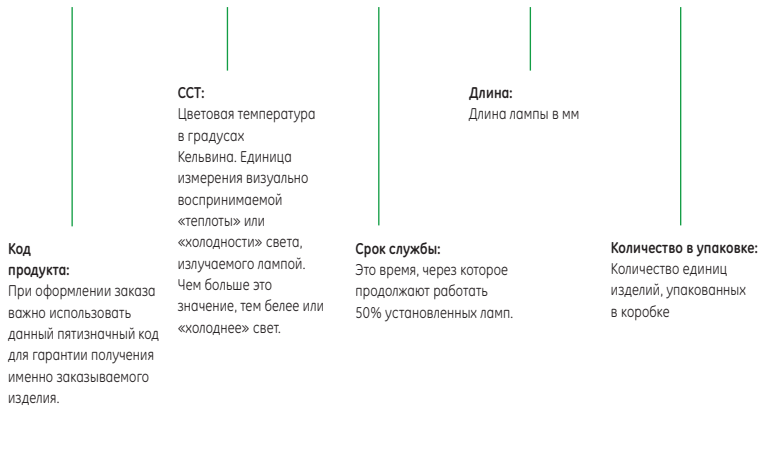 Код
продукта:
При оформлении заказа
важно использовать
данный пятизначный код
для гарантии получения
именно заказываемого
изделия.
ССТ:
Цветовая температура
в градусах
Кельвина. Единица
измерения визуально
воспринимаемой
«теплоты» или
«холодности» света,
излучаемого лампой.
Чем больше это
значение, тем белее или
«холоднее» свет.
Срок службы:
Это время, через которое
продолжают работать
50% установленных ламп.
Длина:
Длина лампы в мм
Количество в упаковке:
Количество единиц
изделий, упакованных
в коробке